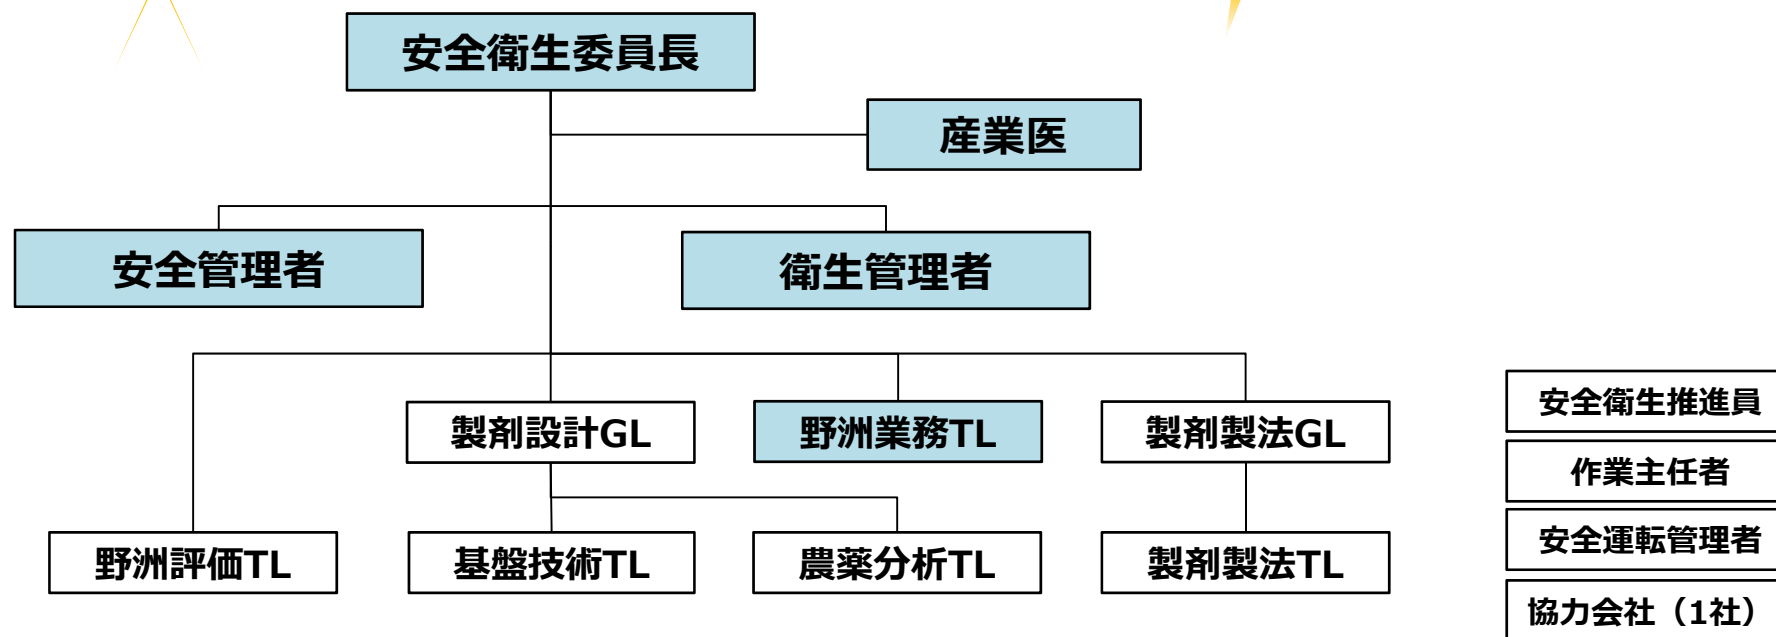 安全衛生委員長
産業医
安全管理者
衛生管理者
製剤設計GL
野洲業務TL
製剤製法GL
野洲評価TL
基盤技術TL
農薬分析TL
製剤製法TL
安全衛生推進員
作業主任者
安全運転管理者
協力会社（1社）